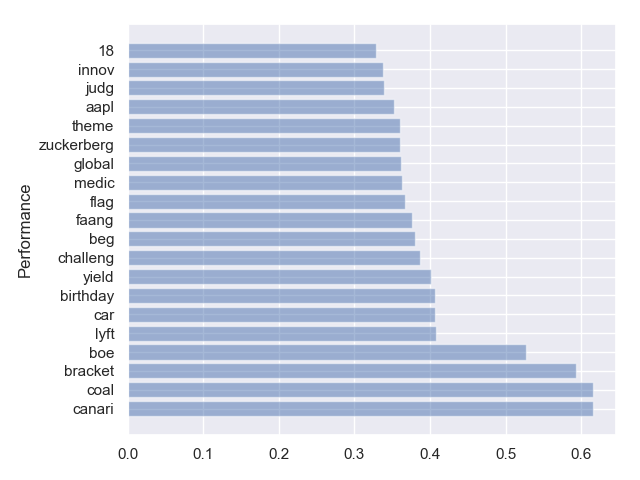 18
innov
judg
aapl
theme
zuckerberg
global
medic
flag
faang
beg
challeng
yield
birthday
car
lyft
boe
bracket
coal
canari
Performance
0.0 0.1 0.2 0.3 0.4 0.5 0.6